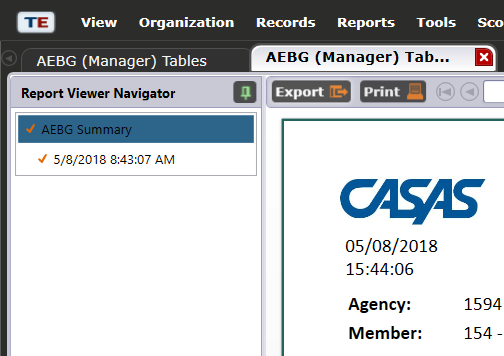 TE View Organization Records Reports Tools Sco
AEBG (Manager) Tables AEBG (Manager) Tab...
Report Viewer Navigator Export Print
AEBG Summary
5/8/2018 8:43:07 AM
CASAS
05/08/2018
15:44:06
Agency: 1594
Member: 154 -